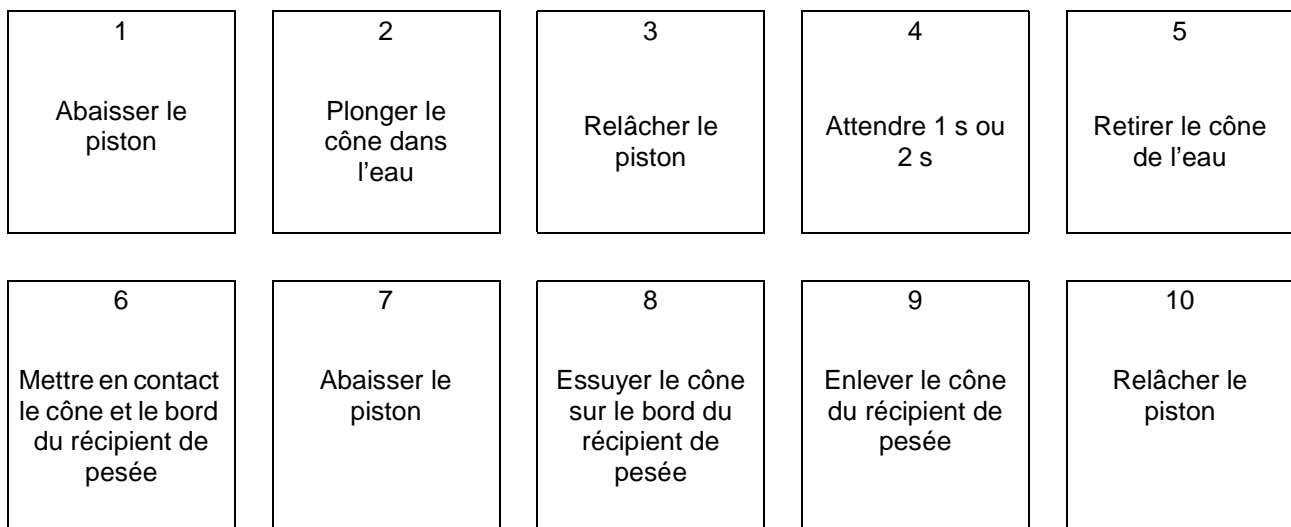 1
Abaisser le
piston
2
Plonger le
cône dans
l'eau
3
Relâcher le
piston
4
Attendre 1 s ou
2 s
5
Retirer le cône
de l'eau
6
Mettre en contact
le cône et le bord
du récipient de
pesée
7
Abaisser le
piston
8
Essuyer le cône
sur le bord du
récipient de
pesée
9
Enlever le cône
du récipient de
pesée
10
Relâcher le
piston